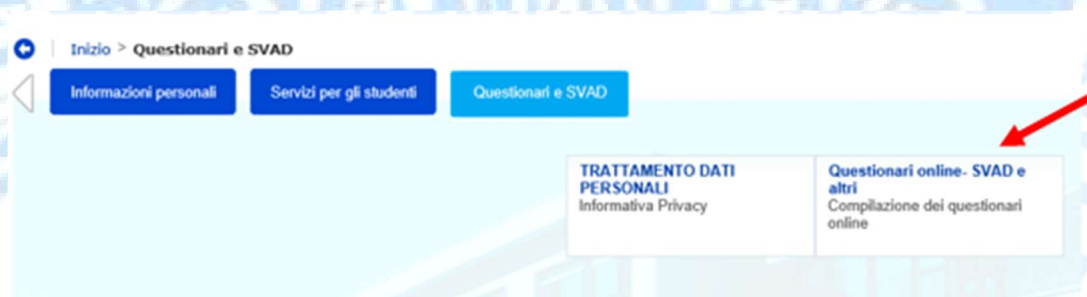 Inizio > Questionari e SVAD
Informazioni personali
Servizi per gli studenti
Questionari e SVAD
TRATTAMENTO DATI
PERSONALI
Informativa Privacy
Questionari online- SVAD e
altri
Compilazione dei questionari
online